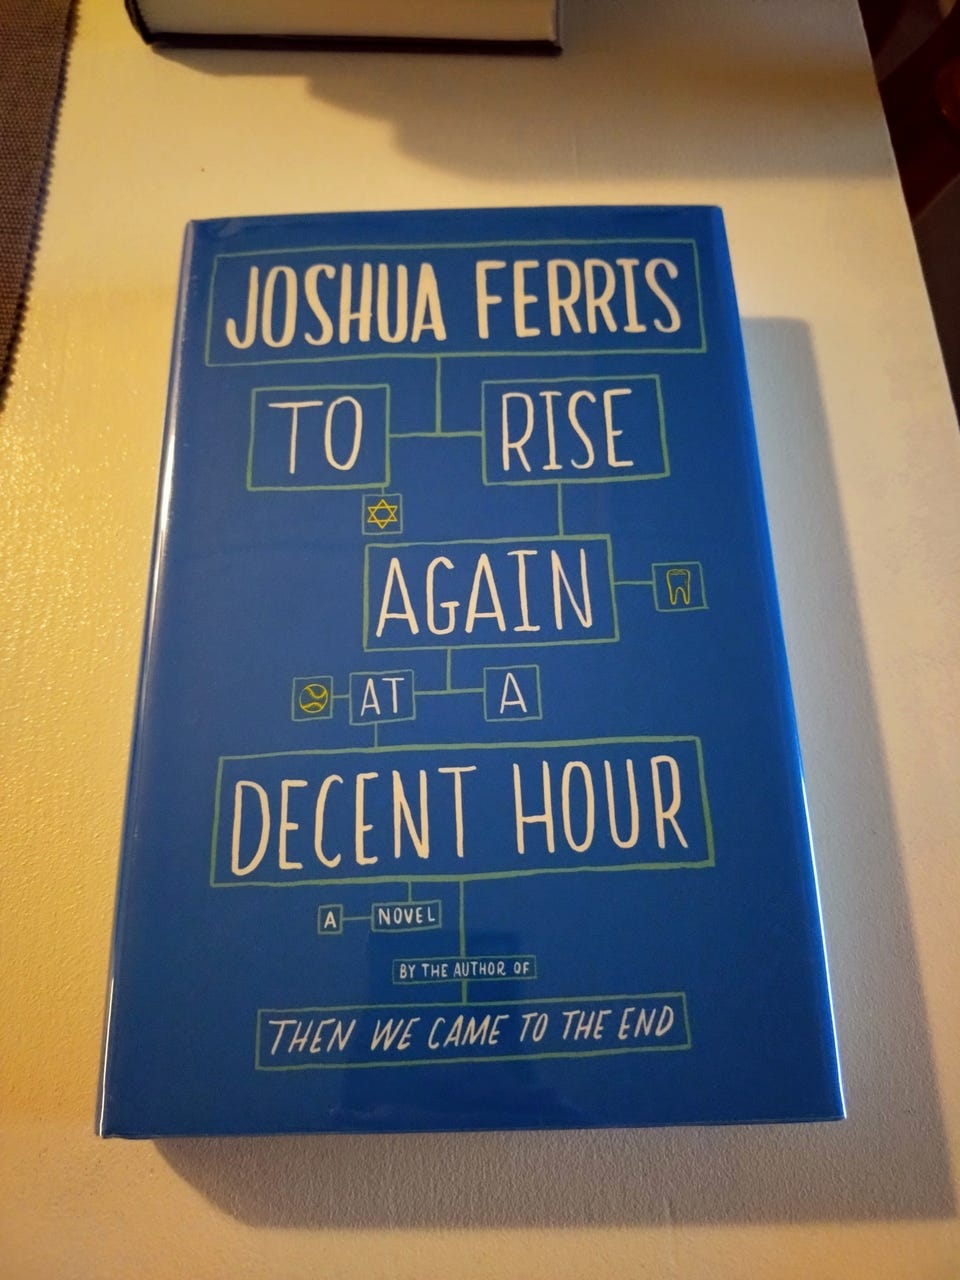 JOSHUA FERRIS
TO RISE
AGAIN
AT A
DECENT HOUR
A NOVEL
BY THE AUTHOR OF
THEN WE CAME TO THE END